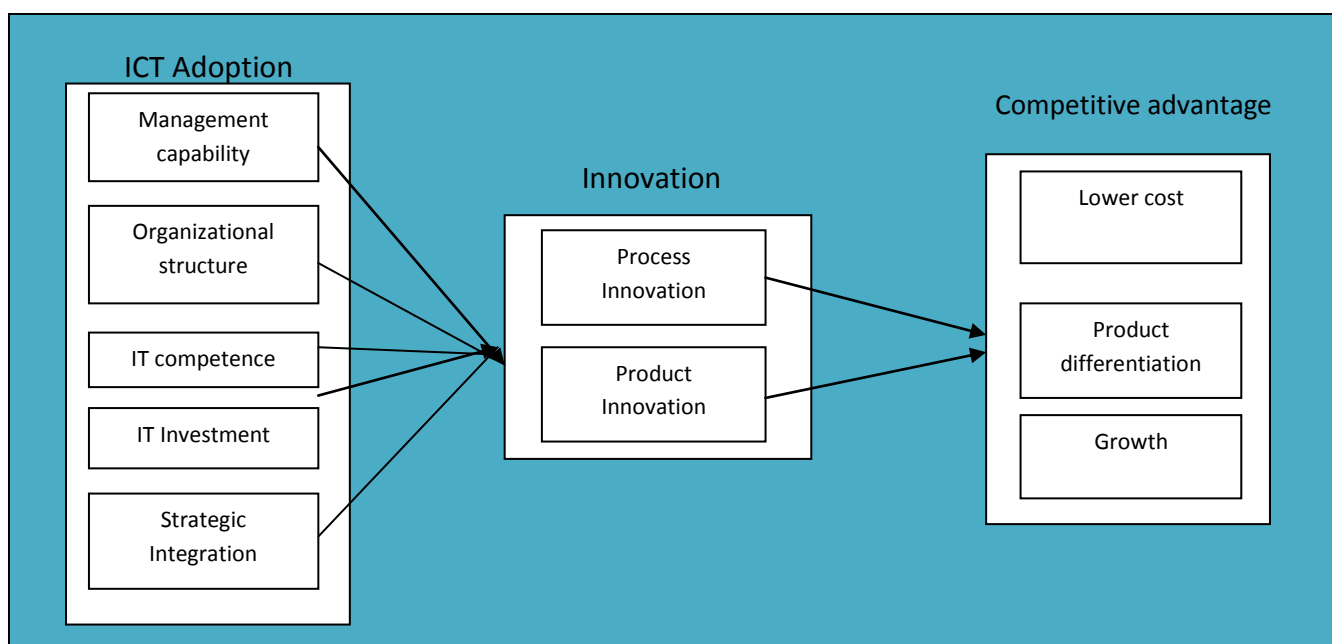 ICT Adoption
Management
capability
Organizational
structure
IT competence
IT Investment
Strategic
Integration
Innovation
Process
Innovation
Product
Innovation
Competitive advantage
Lower cost
Product
differentiation
Growth